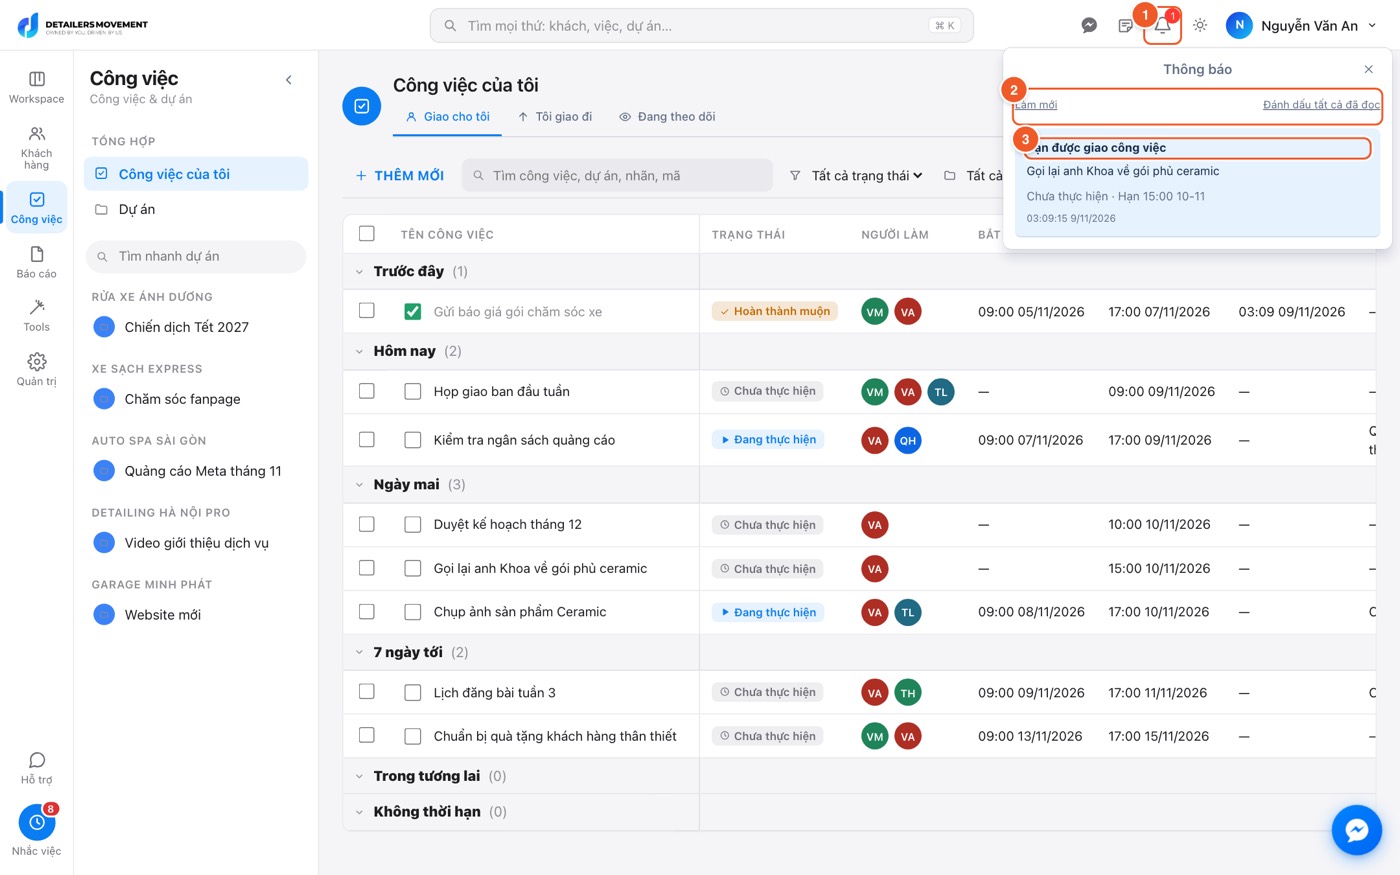 DETAILERS MOVEMENT
OWNED BY YOU, DRIVEN BY US
Tìm mọi thứ: khách, việc, dự án...
⌘ K
1
1
Nguyễn Văn An
N
Workspace
Khách hàng
Công việc
Báo cáo
Tools
Quản trị
Hỗ trợ
8
Nhắc việc
Công việc
Công việc & dự án
TỔNG HỢP
Công việc của tôi
Dự án
Tìm nhanh dự án
RỬA XE ÁNH DƯƠNG
Chiến dịch Tết 2027
XE SẠCH EXPRESS
Chăm sóc fanpage
AUTO SPA SÀI GÒN
Quảng cáo Meta tháng 11
DETAILING HÀ NỘI PRO
Video giới thiệu dịch vụ
GARAGE MINH PHÁT
Website mới
Công việc của tôi
Giao cho tôi
Tôi giao đi
Đang theo dõi
+ THÊM MỚI
Tìm công việc, dự án, nhãn, mã
Tất cả trạng thái
Tất cả
Thông báo
2
Làm mới
Đánh dấu tất cả đã đọc
3
ạn được giao công việc
Gọi lại anh Khoa về gói phủ ceramic
Chưa thực hiện · Hạn 15:00 10-11
03:09:15 9/11/2026
TÊN CÔNG VIỆC TRẠNG THÁI NGƯỜI LÀM BẮT
Trước đây (1)
Gửi báo giá gói chăm sóc xe Hoàn thành muộn VM VA 09:00 05/11/2026 17:00 07/11/2026 03:09 09/11/2026 —
Hôm nay (2)
Họp giao ban đầu tuần Chưa thực hiện VM VA TL — 09:00 09/11/2026 — —
Kiểm tra ngân sách quảng cáo Đang thực hiện VA QH 09:00 07/11/2026 17:00 09/11/2026 —
Ngày mai (3)
Duyệt kế hoạch tháng 12 Chưa thực hiện VA — 10:00 10/11/2026 — —
Gọi lại anh Khoa về gói phủ ceramic Chưa thực hiện VA — 15:00 10/11/2026 — —
Chụp ảnh sản phẩm Ceramic Đang thực hiện VA TL 09:00 08/11/2026 17:00 10/11/2026 —
7 ngày tới (2)
Lịch đăng bài tuần 3 Chưa thực hiện VA TH 09:00 09/11/2026 17:00 11/11/2026 —
Chuẩn bị quà tặng khách hàng thân thiết Chưa thực hiện VM VA 09:00 13/11/2026 17:00 15/11/2026 — —
Trong tương lai (0)
Không thời hạn (0)